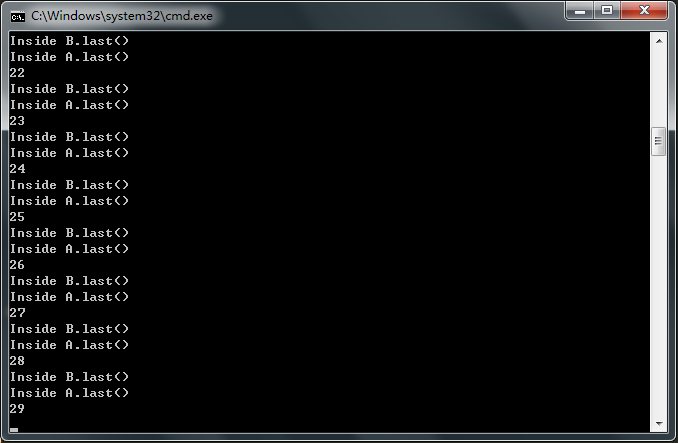 C:\Windows\system32\cmd.exe
Inside B.last()
Inside A.last()
22
Inside B.last()
Inside A.last()
23
Inside B.last()
Inside A.last()
24
Inside B.last()
Inside A.last()
25
Inside B.last()
Inside A.last()
26
Inside B.last()
Inside A.last()
27
Inside B.last()
Inside A.last()
28
Inside B.last()
Inside A.last()
29